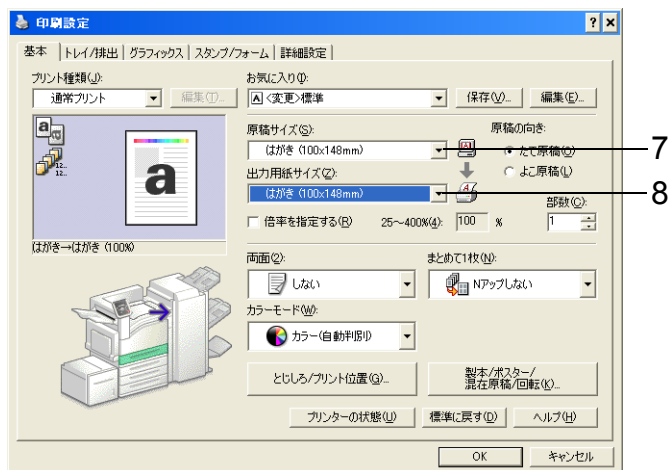 印刷設定
基本 トレイ/排出 グラフィックス スタンプ/フォーム 詳細設定
プリント種類(J):
通常プリント 編集(T)...
お気に入り(I):
<変更>標準 保存(V)... 編集(E)...
原稿サイズ(S):
はがき (100x148mm)
原稿の向き:
たて原稿(O)
よこ原稿(L)
7
出力用紙サイズ(Z):
はがき (100x148mm)
8
倍率を指定する(R) 25～400%(4): 100 %
部数(C):
1
a
a
12..
12..
a
はがき→はがき (100%)
両面(2):
しない
まとめて1枚(N):
Nアップしない
カラーモード(W):
カラー(自動判別)
とじしろ/プリント位置(G)...
製本/ポスター/
混在原稿/回転(K)...
プリンターの状態(U) 標準に戻す(D) ヘルプ(H)
OK キャンセル